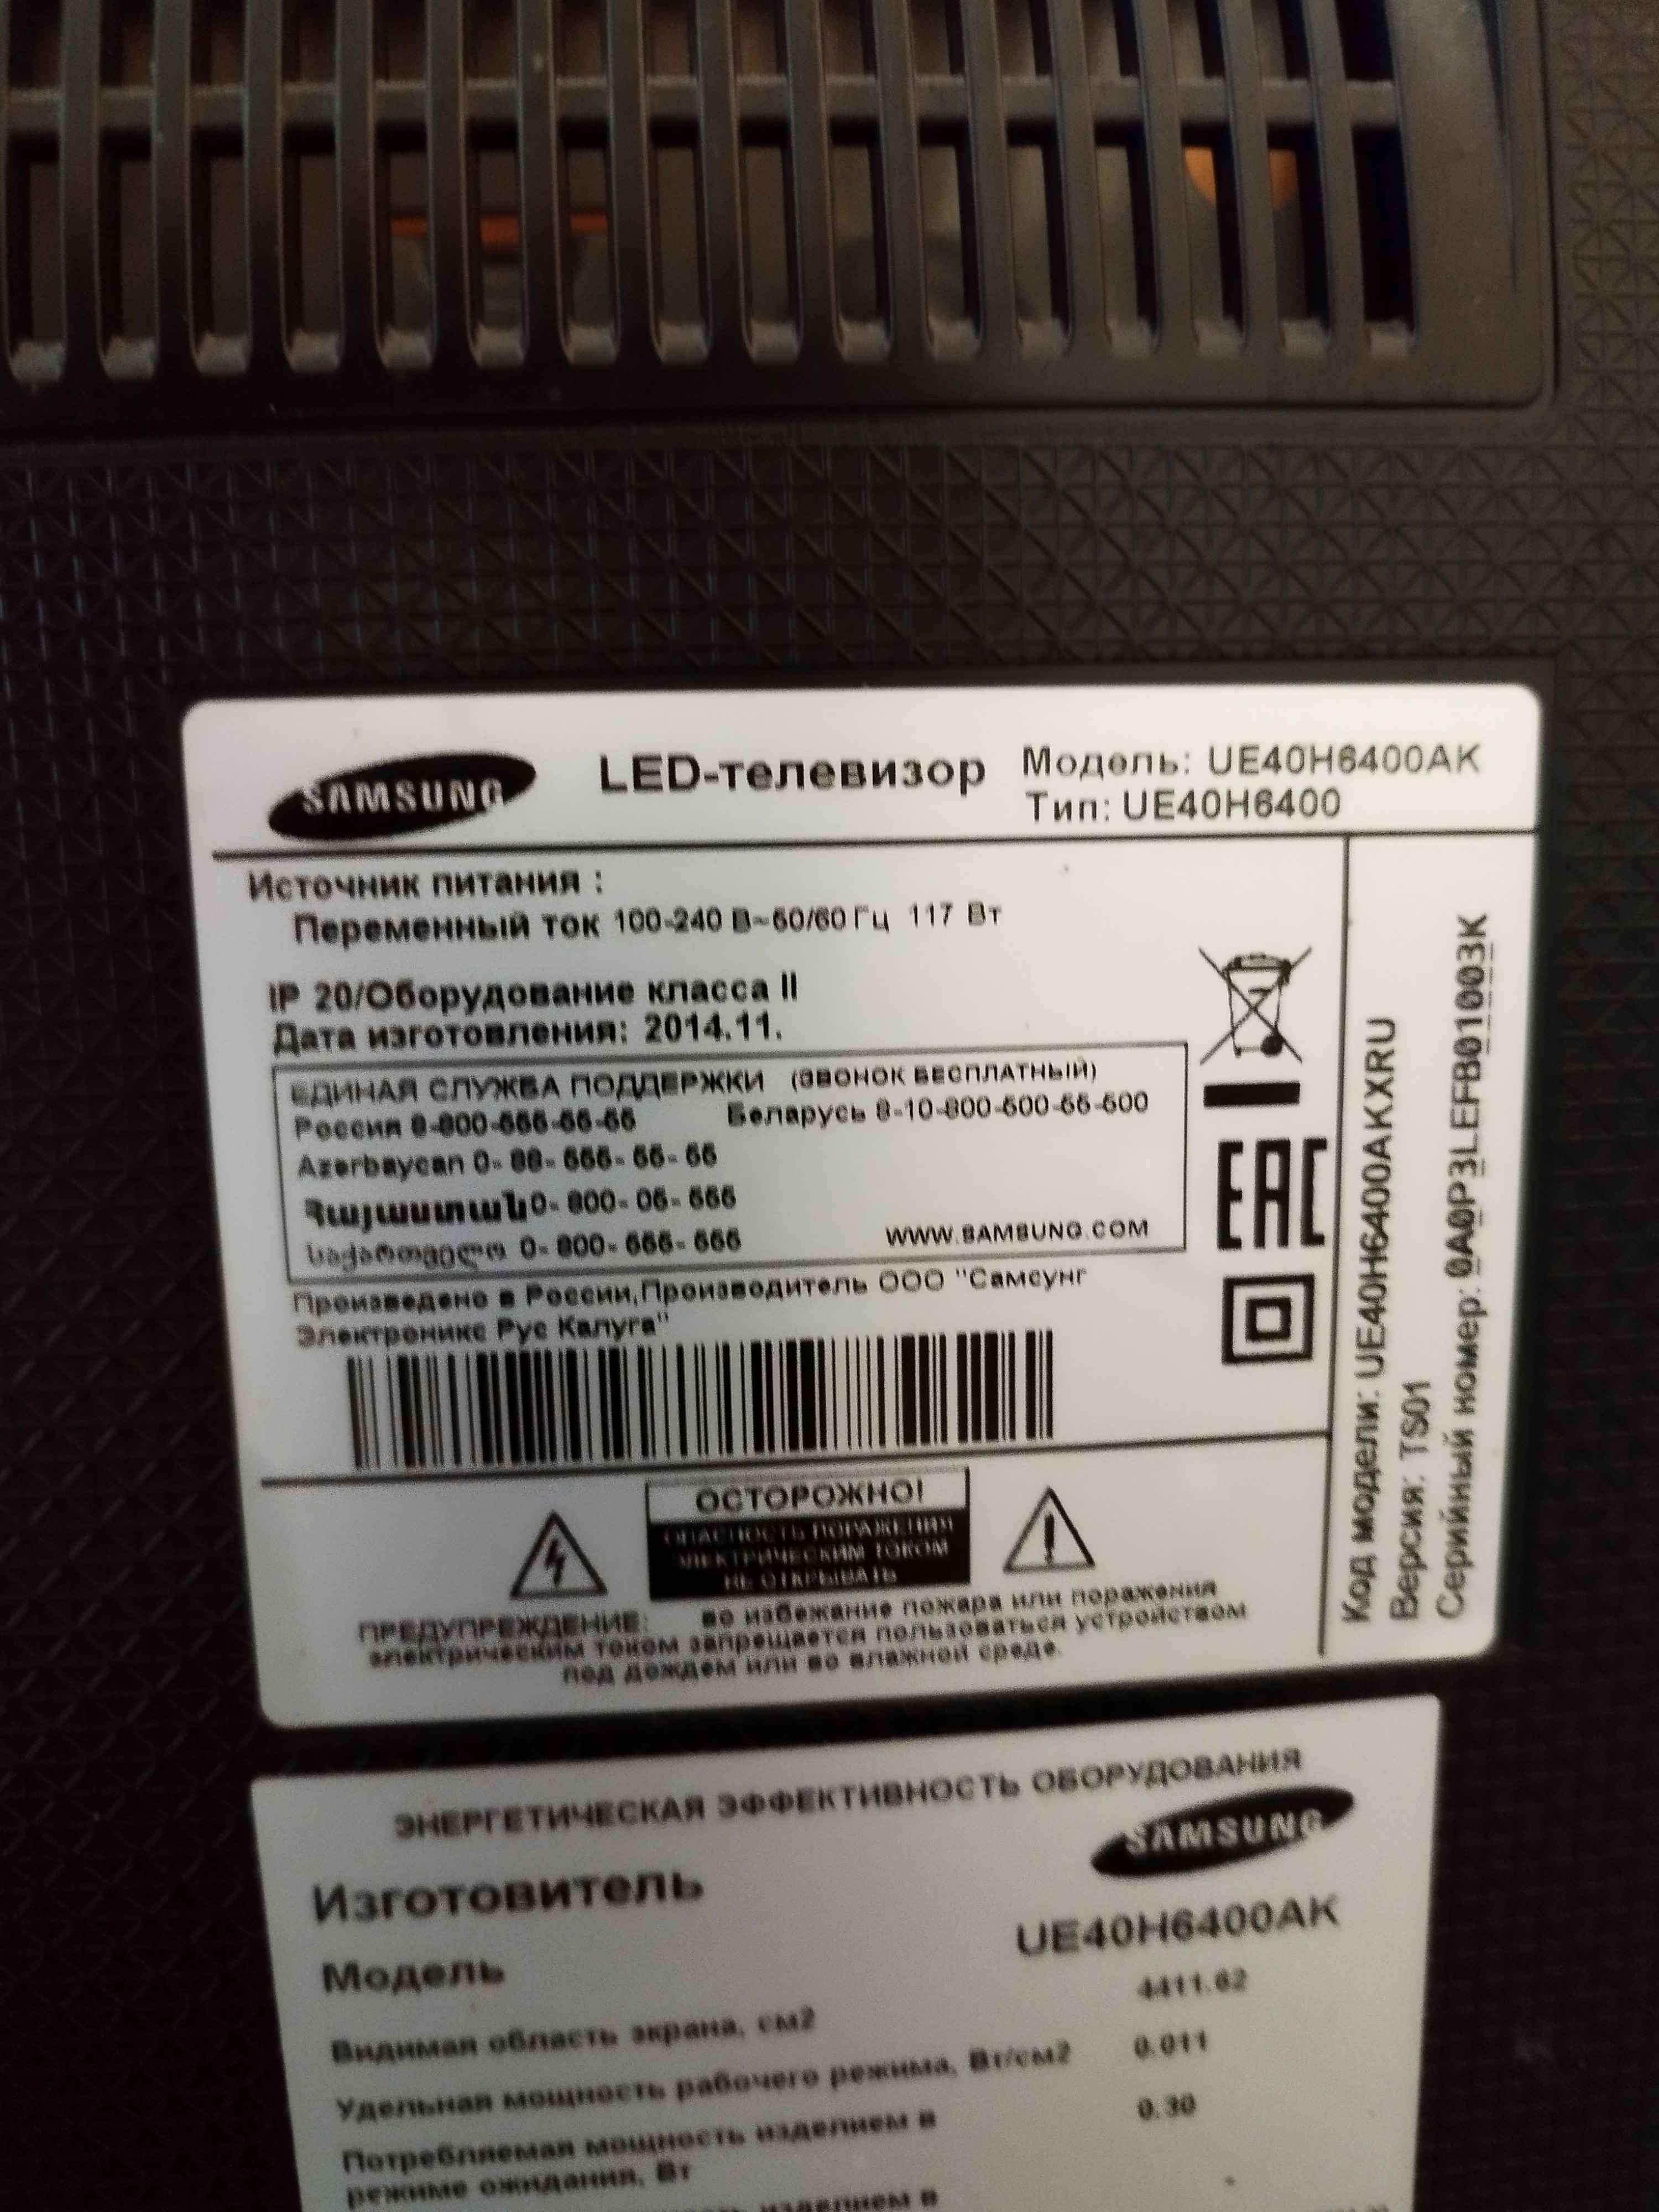 SAMSUNG
LED-телевизор
Модель: UE40H6400AK
Тип: UE40H6400
Источник питания :
Переменный ток 100-240 В~50/60 Гц 117 Вт
IP 20/Оборудование класса II
Дата изготовления: 2014.11.
ЕДИНАЯ СЛУЖБА ПОДДЕРЖКИ (ЗВОНОК БЕСПЛАТНЫЙ)
Россия 8-800-555-55-55 Беларусь 8-10-800-500-55-500
Azerbaycan 0- 88- 555- 55- 55
Հայաստան 0- 800- 05- 555
საქართველო 0- 800- 555- 555 WWW.SAMSUNG.COM
Произведено в России,Производитель ООО "Самсунг
Электроникс Рус Калуга"
EAC
ОСТОРОЖНО!
ОПАСНОСТЬ ПОРАЖЕНИЯ
ЭЛЕКТРИЧЕСКИМ ТОКОМ
НЕ ОТКРЫВАТЬ
ПРЕДУПРЕЖДЕНИЕ: во избежание пожара или поражения
электрическим током запрещается пользоваться устройством
под дождем или во влажной среде.
Код модели: UE40H6400AKXRU
Версия: TS01
Серийный номер: 0A0P3LEFB01003K
ЭНЕРГЕТИЧЕСКАЯ ЭФФЕКТИВНОСТЬ ОБОРУДОВАНИЯ
Изготовитель SAMSUNG
Модель UE40H6400AK
Видимая область экрана, см2 4411.62
Удельная мощность рабочего режима, Вт/см2 0.011
Потребляемая мощность изделием в 0.30
режиме ожидания, Вт
изделием в